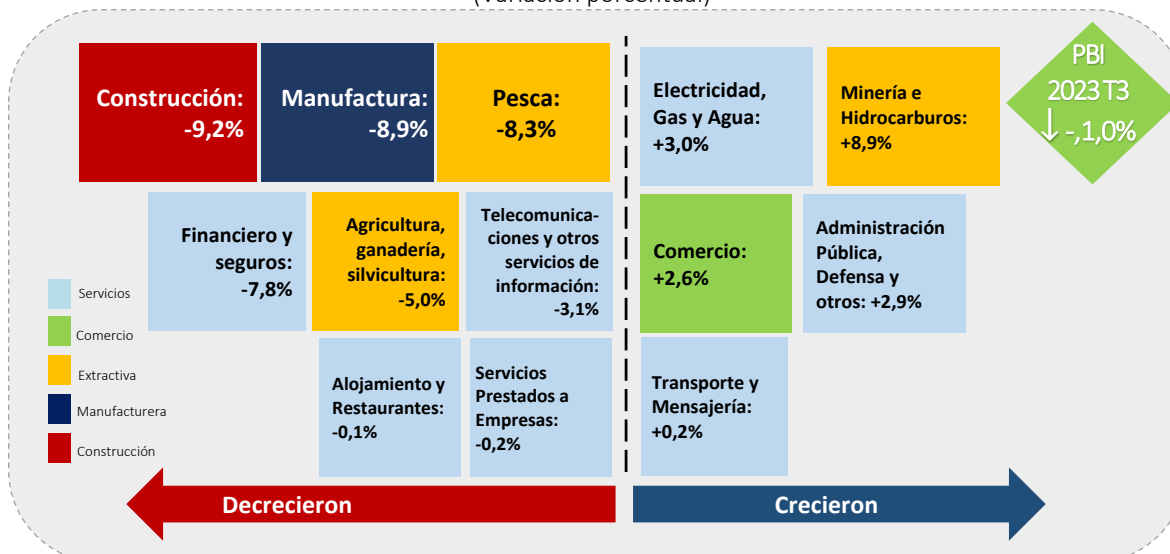 (Variación porcentual)
Construcción:
-9,2%
Manufactura:
-8,9%
Pesca:
-8,3%
Electricidad,
Gas y Agua:
+3,0%
Minería e
Hidrocarburos:
+8,9%
PBI
2023 T3
↓ -,1,0%
Financiero y
seguros:
-7,8%
Agricultura,
ganadería,
silvicultura:
-5,0%
Telecomunica-
ciones y otros
servicios de
información:
-3,1%
Comercio:
+2,6%
Administración
Pública,
Defensa y
otros: +2,9%
Alojamiento y
Restaurantes:
-0,1%
Servicios
Prestados a
Empresas:
-0,2%
Transporte y
Mensajería:
+0,2%
Servicios
Comercio
Extractiva
Manufacturera
Construcción
Decrecieron
Crecieron